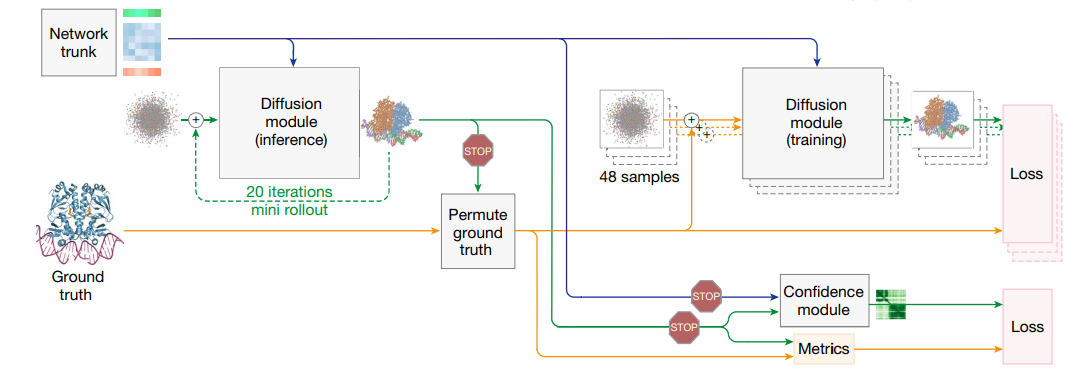 Network
trunk
Diffusion
module
(inference)
Diffusion
module
(training)
STOP
48 samples
20 iterations
mini rollout
Permute
ground
truth
Loss
Ground
truth
STOP
Confidence
module
STOP
Loss
Metrics